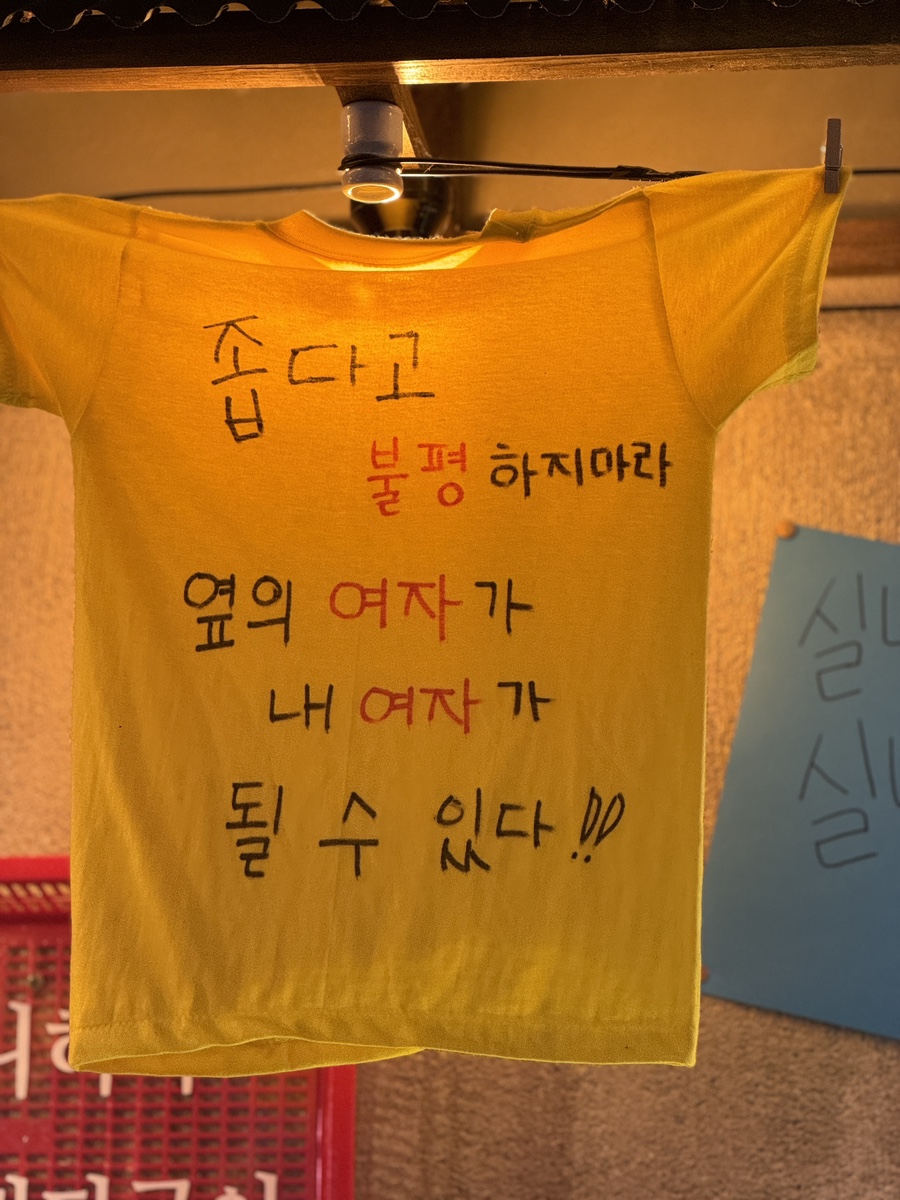 좁다고
불평 하지마라
옆의 여자가
내 여자가
될 수 있다!!